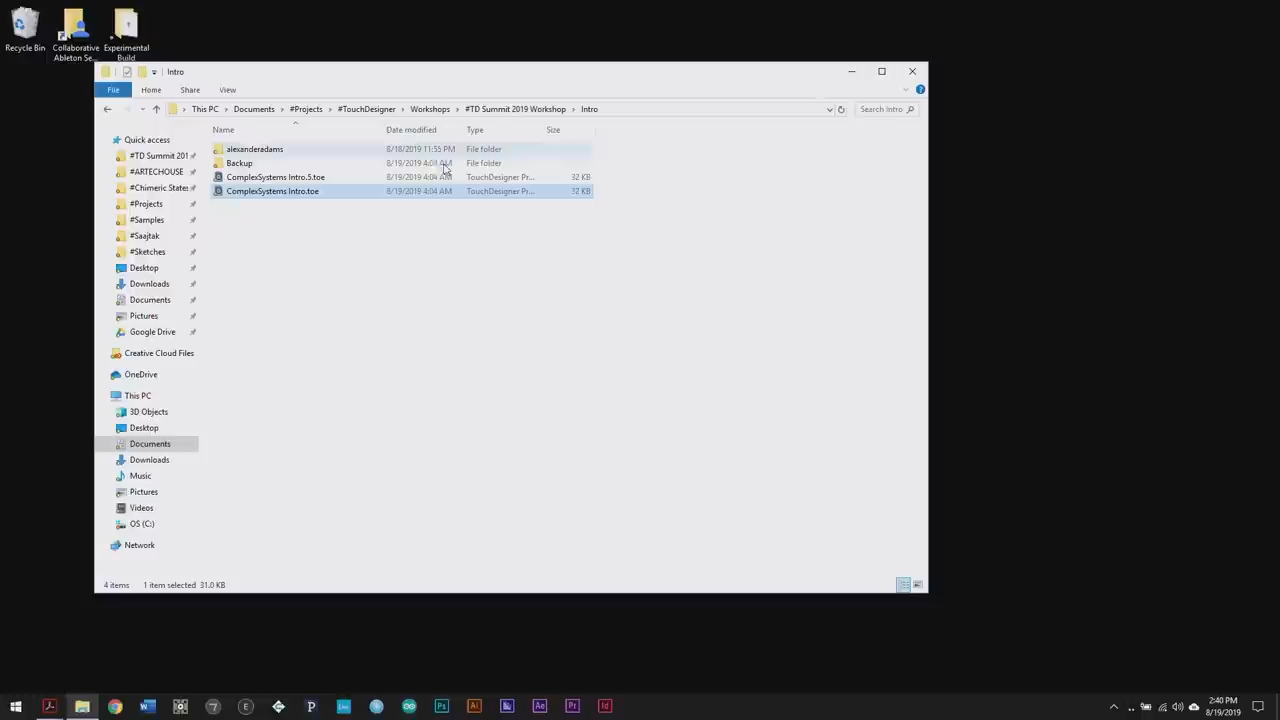 Recycle Bin
Collaborative
Ableton Se...
Experimental
Build
Intro
File
Home
Share
View
This PC
Documents
#Projects
#TouchDesigner
Workshops
#TD Summit 2019 Workshop
Intro
Search Intro
Name
Date modified
Type
Size
alexanderadams
8/18/2019 11:55 PM
File folder
Backup
File folder
ComplexSystems Intro.5.toe
8/19/2019 4:04 AM
TouchDesigner Pr...
32 KB
ComplexSystems Intro.toe
8/19/2019 4:04 AM
TouchDesigner Pr...
32 KB
Quick access
#TD Summit 201
#ARTECHOUSE
#Chimeric States
#Projects
#Samples
#Saajtak
#Sketches
Desktop
Downloads
Documents
Pictures
Google Drive
Creative Cloud Files
OneDrive
This PC
3D Objects
Desktop
Documents
Downloads
Music
Pictures
Videos
OS (C:)
Network
4 items
1 item selected 31.0 KB
2:40 PM
8/19/2019